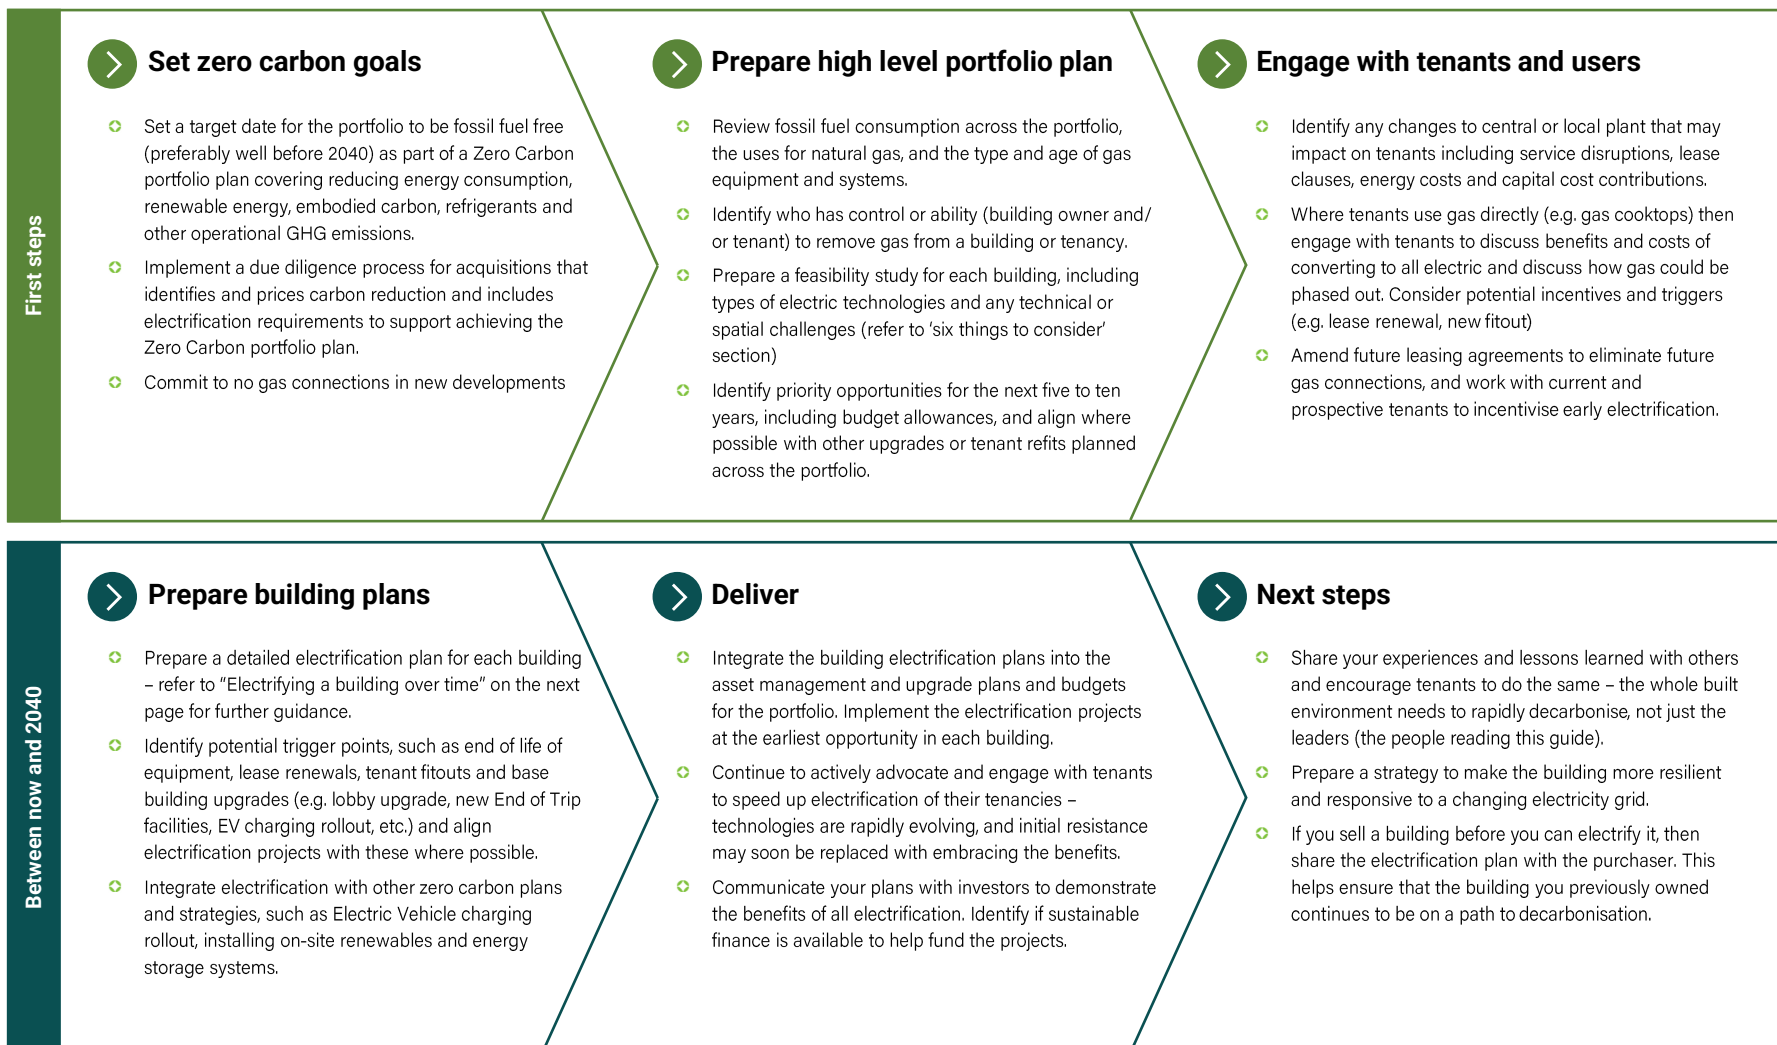 First steps
Set zero carbon goals
Set a target date for the portfolio to be fossil fuel free
(preferably well before 2040) as part of a Zero Carbon
portfolio plan covering reducing energy consumption,
renewable energy, embodied carbon, refrigerants and
other operational GHG emissions.
Implement a due diligence process for acquisitions that
identifies and prices carbon reduction and includes
electrification requirements to support achieving the
Zero Carbon portfolio plan.
Commit to no gas connections in new developments
Prepare high level portfolio plan
Review fossil fuel consumption across the portfolio,
the uses for natural gas, and the type and age of gas
equipment and systems.
Identify who has control or ability (building owner and/
or tenant) to remove gas from a building or tenancy.
Prepare a feasibility study for each building, including
types of electric technologies and any technical or
spatial challenges (refer to ‘six things to consider’
section)
Identify priority opportunities for the next five to ten
years, including budget allowances, and align where
possible with other upgrades or tenant refits planned
across the portfolio.
Engage with tenants and users
Identify any changes to central or local plant that may
impact on tenants including service disruptions, lease
clauses, energy costs and capital cost contributions.
Where tenants use gas directly (e.g. gas cooktops) then
engage with tenants to discuss benefits and costs of
converting to all electric and discuss how gas could be
phased out. Consider potential incentives and triggers
(e.g. lease renewal, new fitout)
Amend future leasing agreements to eliminate future
gas connections, and work with current and
prospective tenants to incentivise early electrification.
Between now and 2040
Prepare building plans
Prepare a detailed electrification plan for each building
– refer to “Electrifying a building over time” on the next
page for further guidance.
Identify potential trigger points, such as end of life of
equipment, lease renewals, tenant fitouts and base
building upgrades (e.g. lobby upgrade, new End of Trip
facilities, EV charging rollout, etc.) and align
electrification projects with these where possible.
Integrate electrification with other zero carbon plans
and strategies, such as Electric Vehicle charging
rollout, installing on-site renewables and energy
storage systems.
Deliver
Integrate the building electrification plans into the
asset management and upgrade plans and budgets
for the portfolio. Implement the electrification projects
at the earliest opportunity in each building.
Continue to actively advocate and engage with tenants
to speed up electrification of their tenancies –
technologies are rapidly evolving, and initial resistance
may soon be replaced with embracing the benefits.
Communicate your plans with investors to demonstrate
the benefits of all electrification. Identify if sustainable
finance is available to help fund the projects.
Next steps
Share your experiences and lessons learned with others
and encourage tenants to do the same – the whole built
environment needs to rapidly decarbonise, not just the
leaders (the people reading this guide).
Prepare a strategy to make the building more resilient
and responsive to a changing electricity grid.
If you sell a building before you can electrify it, then
share the electrification plan with the purchaser. This
helps ensure that the building you previously owned
continues to be on a path to decarbonisation.